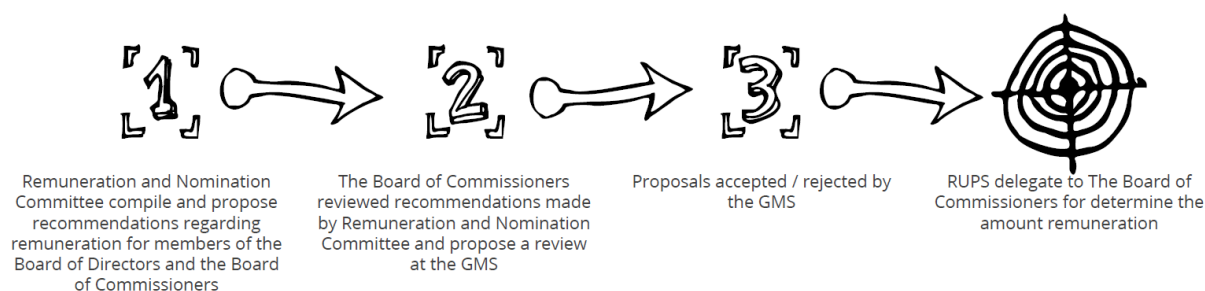 1
Remuneration and Nomination
Committee compile and propose
recommendations regarding
remuneration for members of the
Board of Directors and the Board
of Commissioners
2
The Board of Commissioners
reviewed recommendations made
by Remuneration and Nomination
Committee and propose a review
at the GMS
3
Proposals accepted / rejected by
the GMS
RUPS delegate to The Board of
Commissioners for determine the
amount remuneration